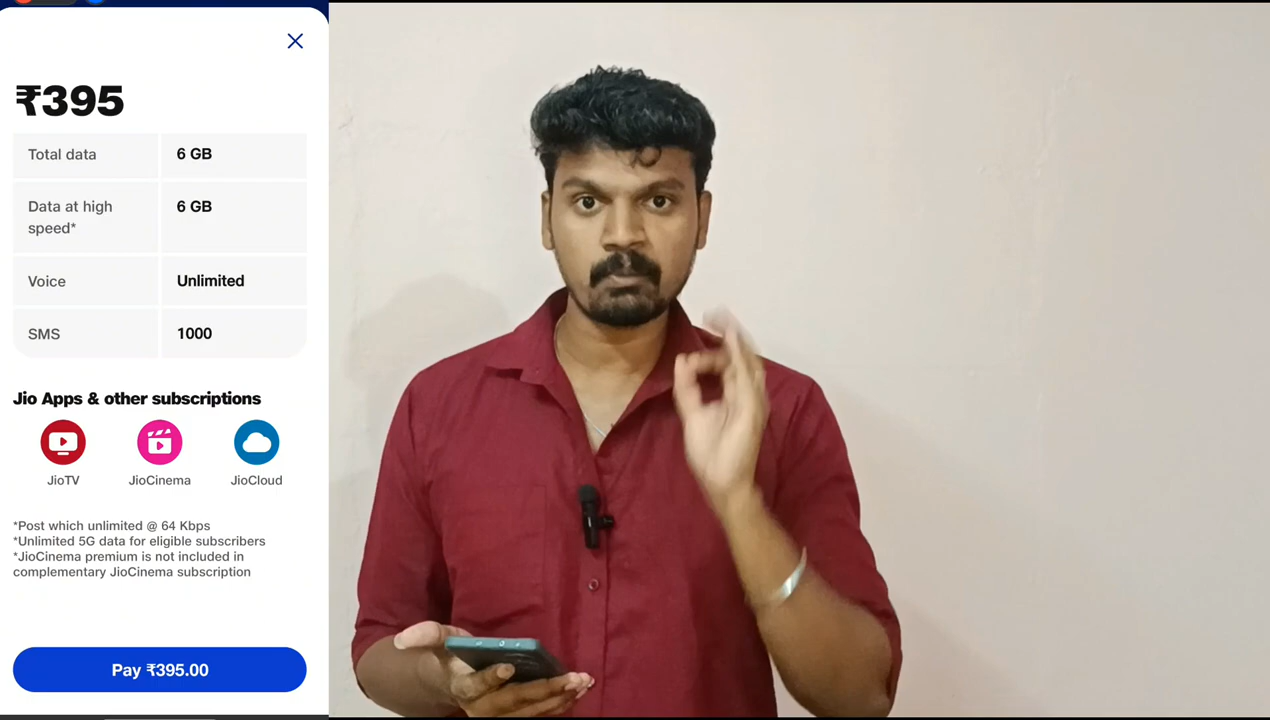 ₹395
Total data 6 GB
Data at high 6 GB
speed*
Voice Unlimited
SMS 1000
Jio Apps & other subscriptions
JioTV JioCinema JioCloud
*Post which unlimited @ 64 Kbps
*Unlimited 5G data for eligible subscribers
*JioCinema premium is not included in
complementary JioCinema subscription
Pay ₹395.00